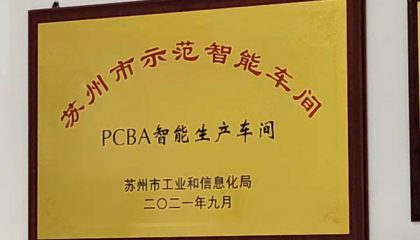 苏州市示范智能车间
PCBA智能生产车间
苏州市工业和信息化局
二〇二一年九月